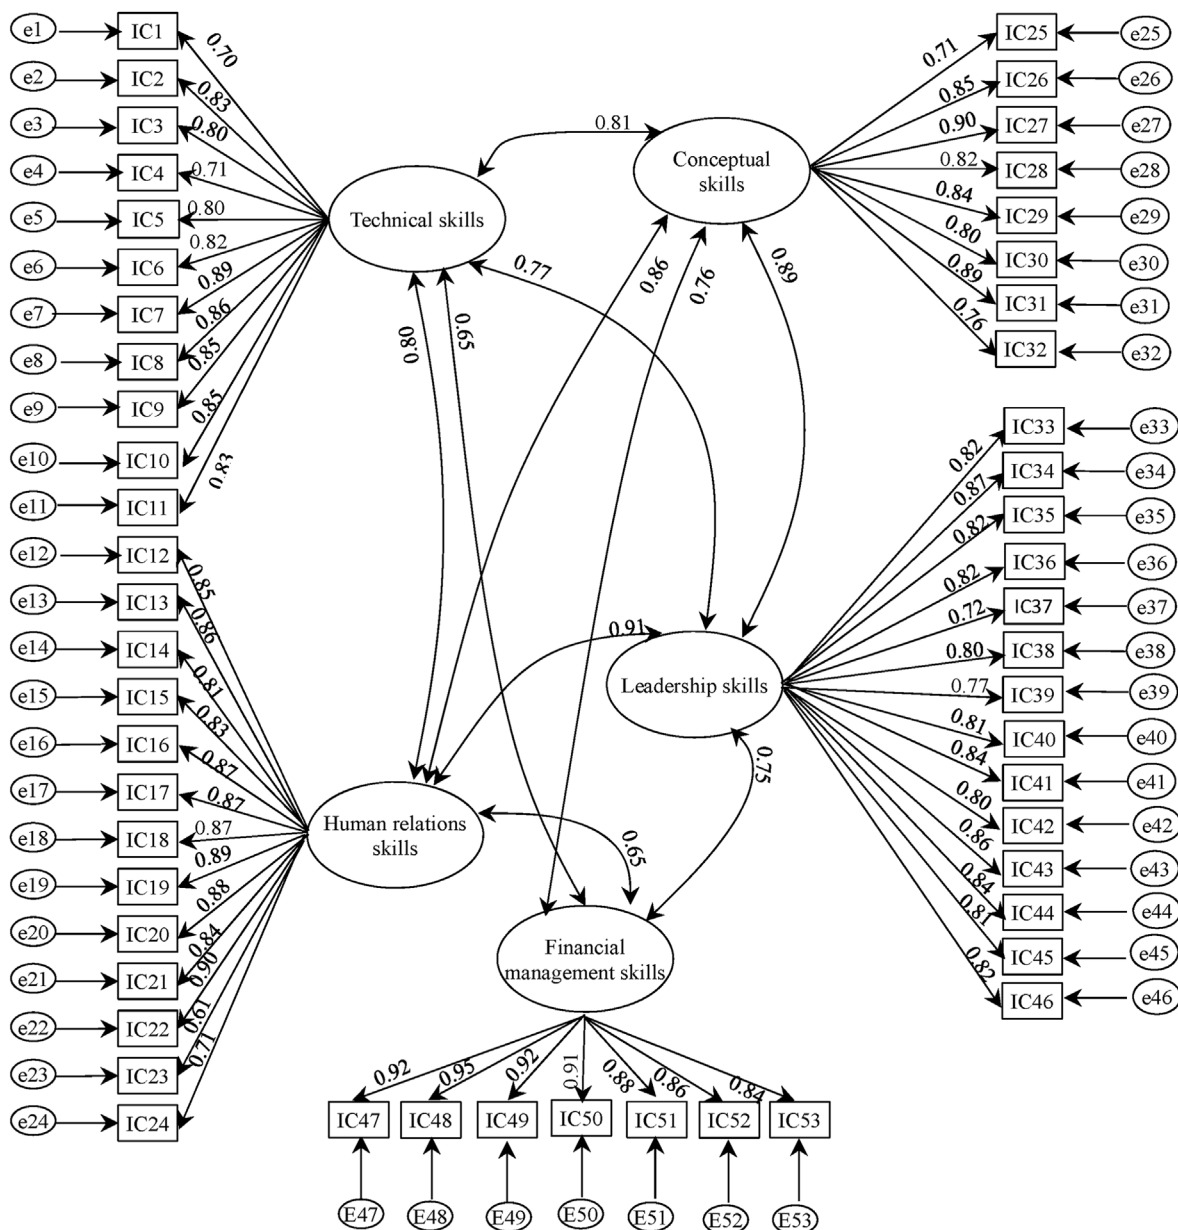 e1 IC1 0.70
e2 IC2 0.83
e3 IC3 0.80
e4 IC4 0.71
e5 IC5 0.80
e6 IC6 0.82
e7 IC7 0.89
e8 IC8 0.86
e9 IC9 0.85
e10 IC10 0.85
e11 IC11 0.83
Technical skills
0.81
Conceptual
skills
0.77
0.80
0.65
0.86
0.76
0.89
0.71 IC25 e25
0.85 IC26 e26
0.90 IC27 e27
0.82 IC28 e28
0.84 IC29 e29
0.80 IC30 e30
0.89 IC31 e31
0.76 IC32 e32
e12 IC12 0.85
e13 IC13 0.86
e14 IC14 0.81
e15 IC15 0.83
e16 IC16 0.87
e17 IC17 0.87
e18 IC18 0.87
e19 IC19 0.89
e20 IC20 0.88
e21 IC21 0.84
e22 IC22 0.90
e23 IC23 0.61
e24 IC24 0.71
Human relations
skills
0.91
Leadership skills
0.75
0.65
0.82 IC33 e33
0.87 IC34 e34
0.82 IC35 e35
0.82 IC36 e36
0.72 IC37 e37
0.80 IC38 e38
0.77 IC39 e39
0.81 IC40 e40
0.84 IC41 e41
0.80 IC42 e42
0.86 IC43 e43
0.84 IC44 e44
0.81 IC45 e45
0.82 IC46 e46
Financial
management skills
0.92 0.95 0.92 0.91 0.88 0.86 0.84
IC47 IC48 IC49 IC50 IC51 IC52 IC53
E47 E48 E49 E50 E51 E52 E53